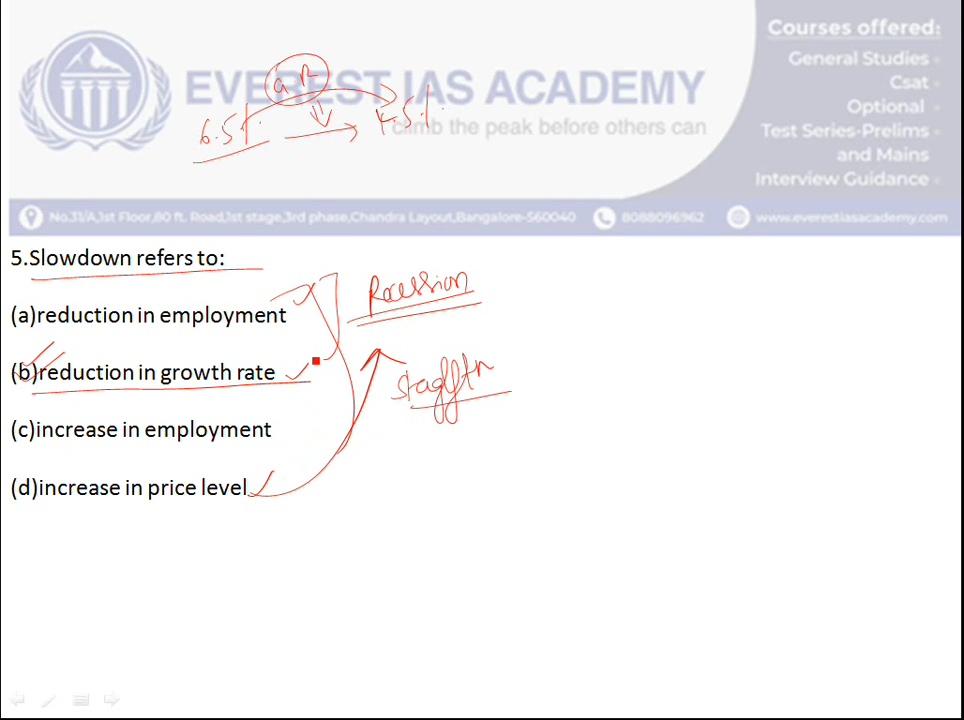 Courses offered:
General Studies -
Csat -
Optional -
Test Series-Prelims -
and Mains
Interview Guidance -
EVEREST IAS ACADEMY
climb the peak before others can
6.5%
No.31/A,1st Floor,80 ft. Road,1st stage,3rd phase,Chandra Layout,Bangalore-560040
8088096962
www.everestiasacademy.com
5.Slowdown refers to:
(a)reduction in employment
Recession
(b)reduction in growth rate
stagfltn
(c)increase in employment
(d)increase in price level